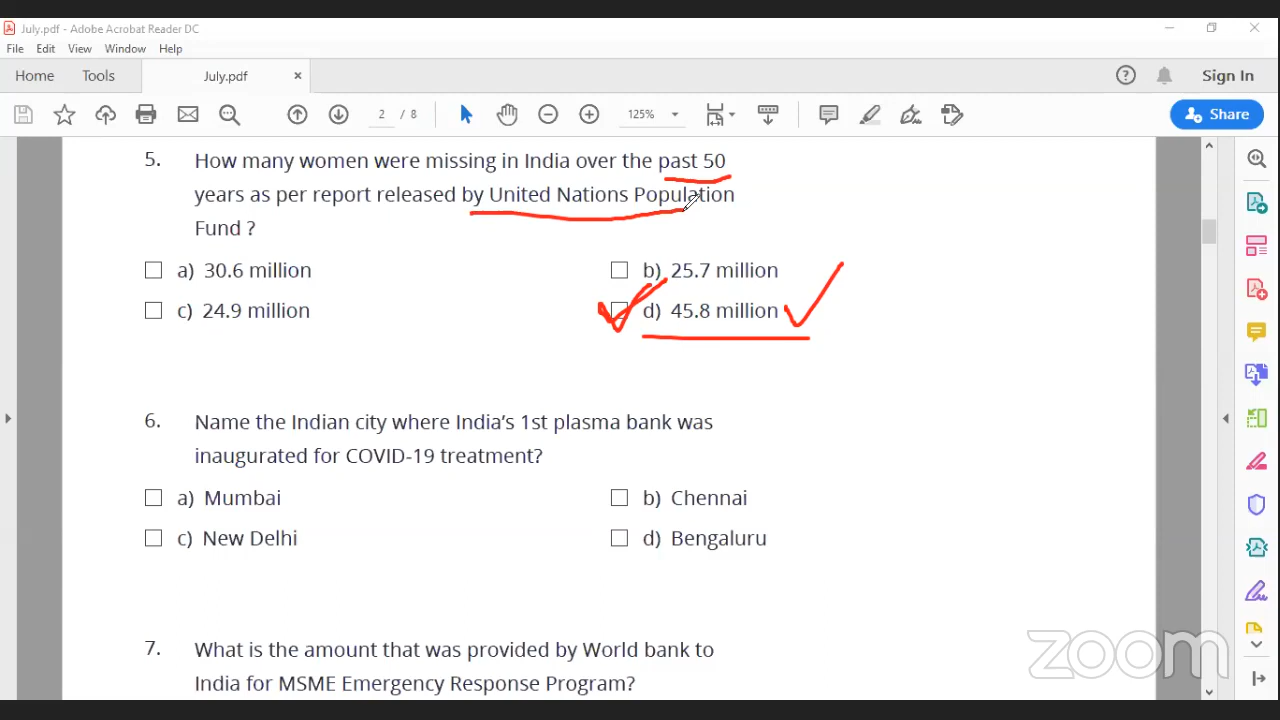 July.pdf - Adobe Acrobat Reader DC
File Edit View Window Help
Home Tools July.pdf × Sign In
2 / 8 125% Share
5. How many women were missing in India over the past 50
years as per report released by United Nations Population
Fund ?
a) 30.6 million b) 25.7 million
c) 24.9 million d) 45.8 million
6. Name the Indian city where India’s 1st plasma bank was
inaugurated for COVID-19 treatment?
a) Mumbai b) Chennai
c) New Delhi d) Bengaluru
7. What is the amount that was provided by World bank to
India for MSME Emergency Response Program?
zoom